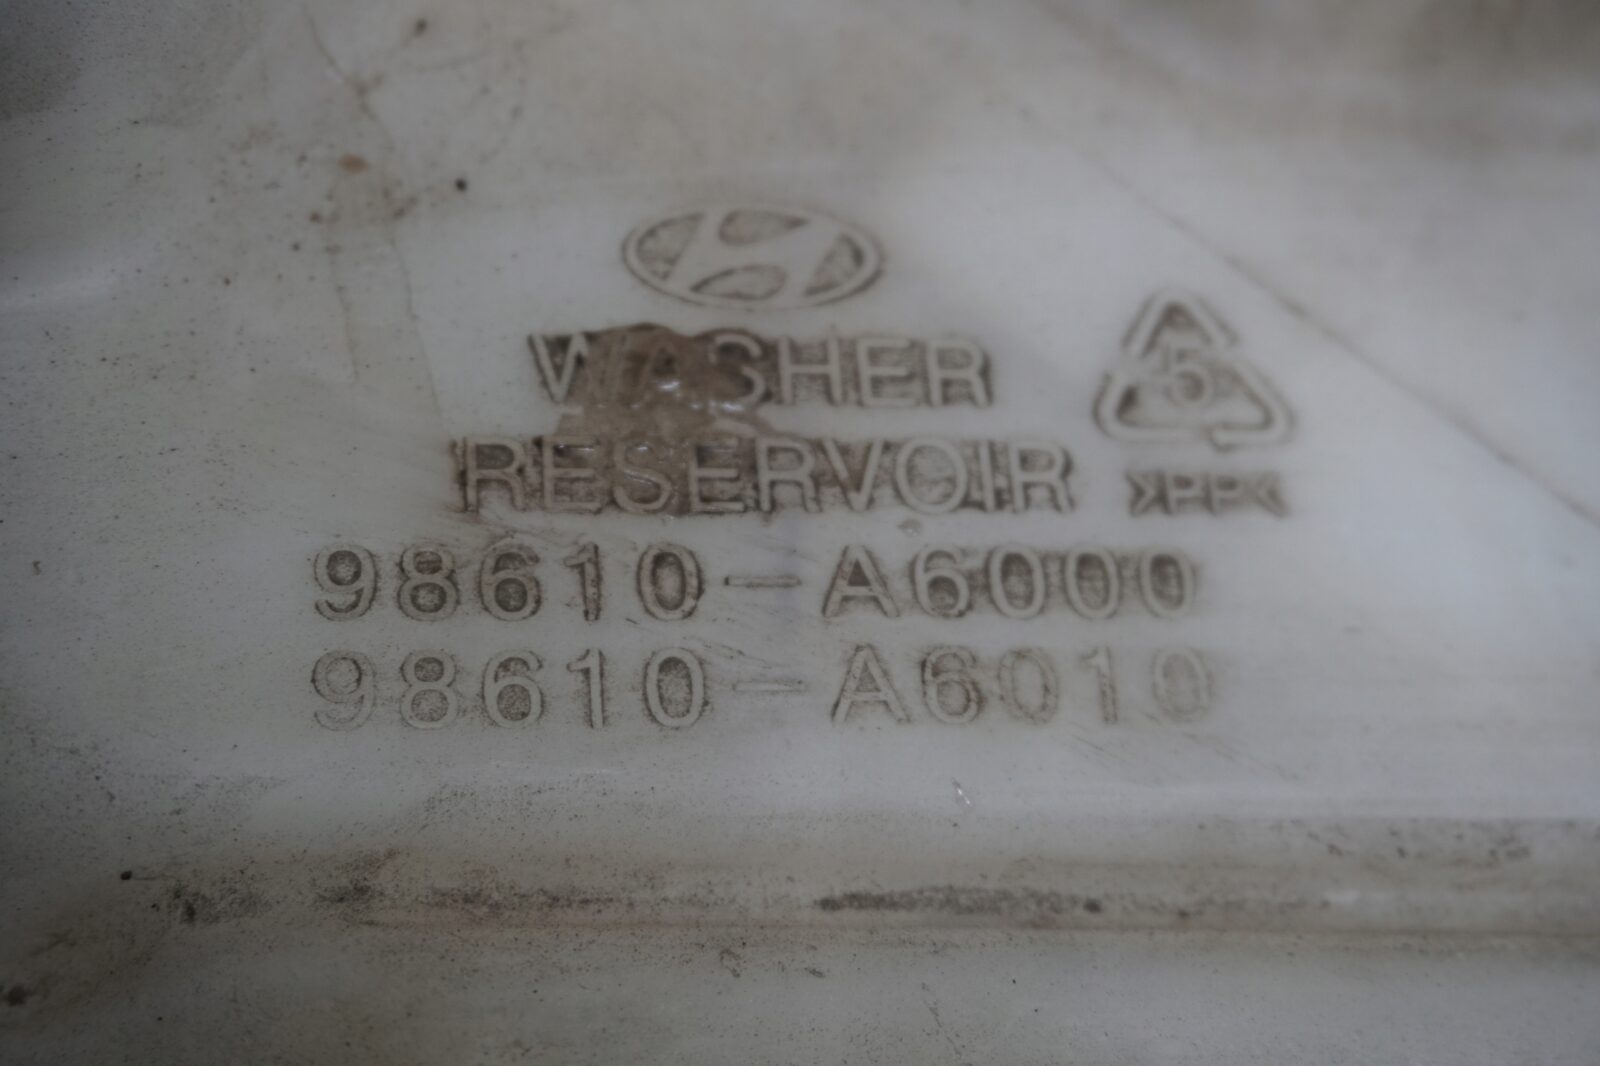 WASHER
RESERVOIR
5
>PP<
98610-A6000
98610-A6010